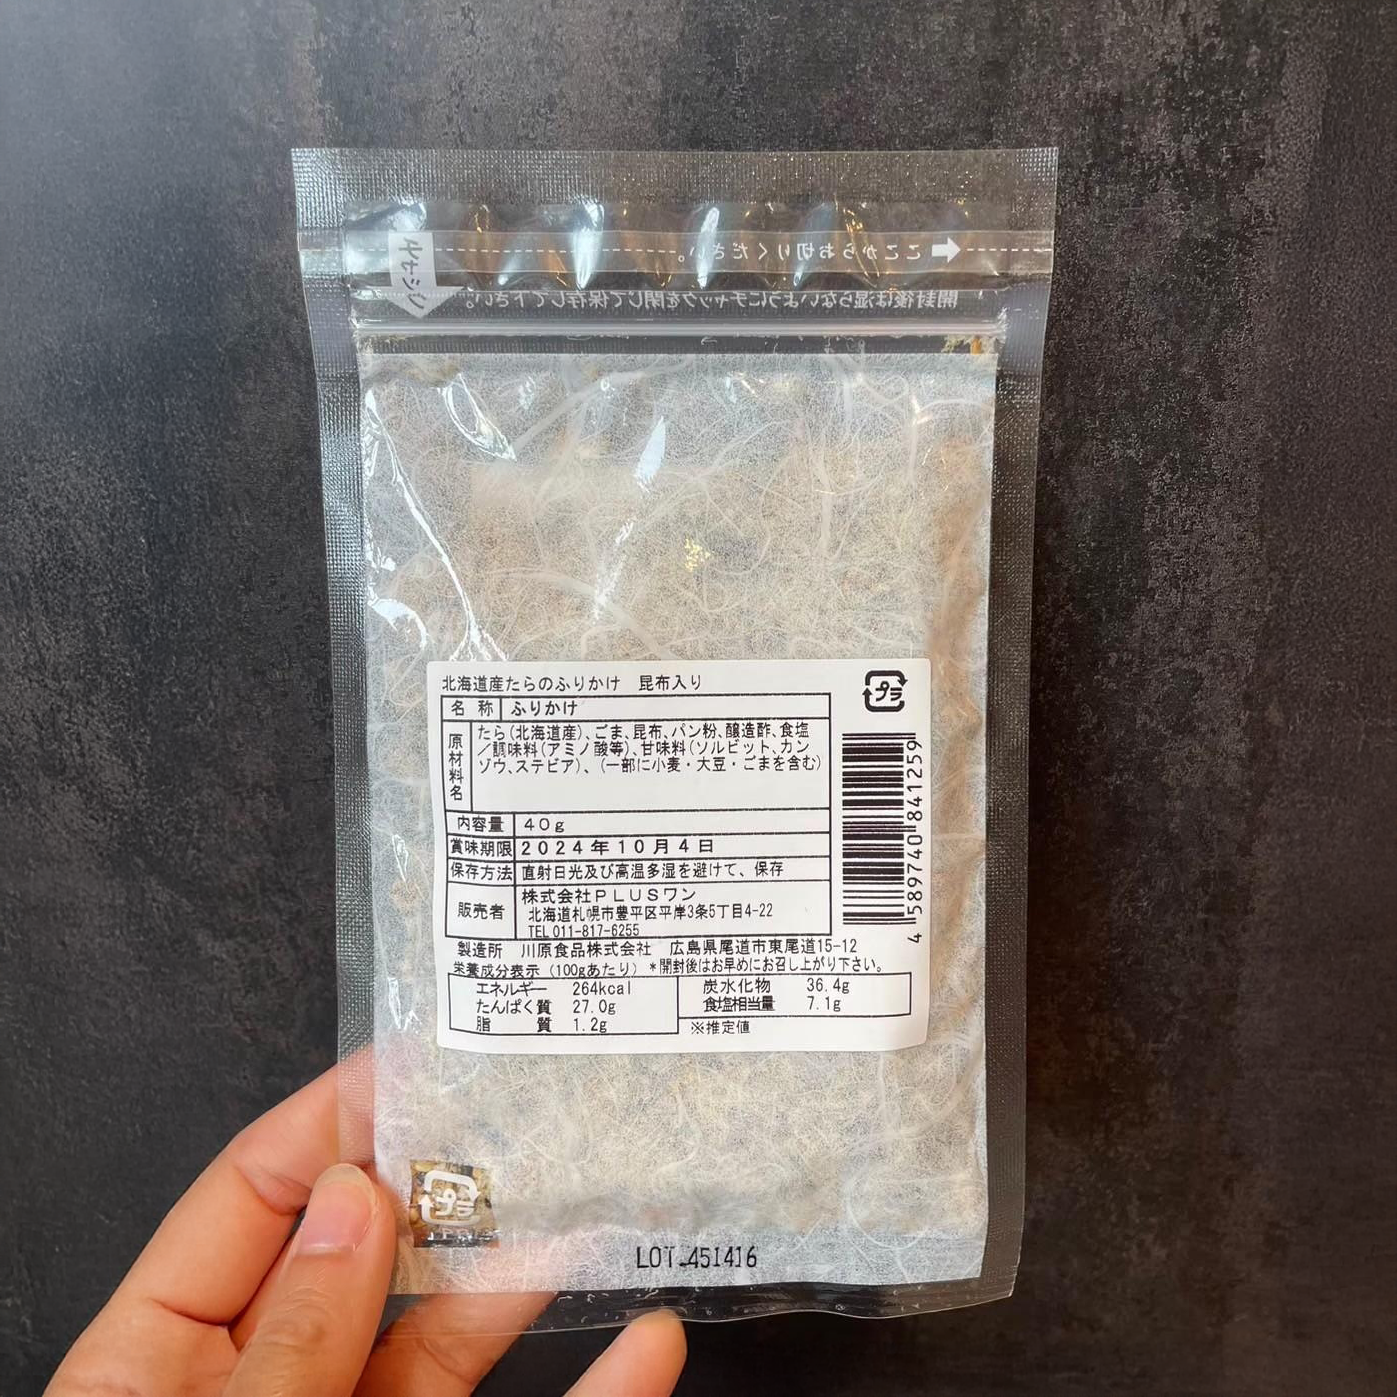 ここからお切りください。
チャック
開封後は湿らないようにチャックを閉じて保存して下さい。
北海道産たらのふりかけ 昆布入り
プラ
名 称 ふりかけ
原材料名
たら(北海道産)、ごま、昆布、パン粉、醸造酢、食塩
/調味料(アミノ酸等)、甘味料(ソルビット、カン
ゾウ、ステビア)、(一部に小麦・大豆・ごまを含む)
内容量 40g
賞味期限 2024年10月4日
保存方法 直射日光及び高温多湿を避けて、保存
販売者 株式会社PLUSワン
北海道札幌市豊平区平岸3条5丁目4-22
TEL 011-817-6255
4 589740 841259
製造所 川原食品株式会社 広島県尾道市東尾道15-12
栄養成分表示(100gあたり) *開封後はお早めにお召し上がり下さい。
エネルギー 264kcal
たんぱく質 27.0g
脂 質 1.2g
炭水化物 36.4g
食塩相当量 7.1g
※推定値
プラ
LOT.451416